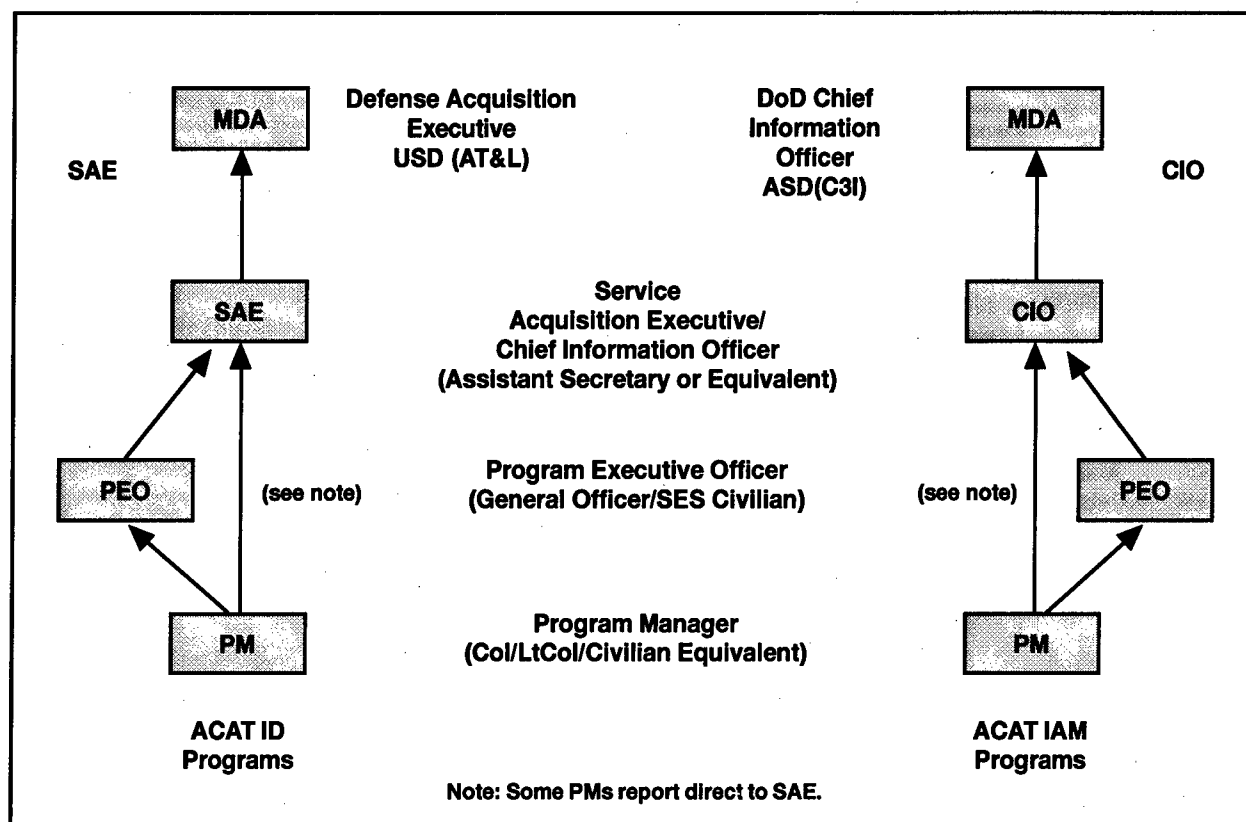 MDA
Defense Acquisition
Executive
USD (AT&L)
DoD Chief
Information
Officer
ASD(C3I)
MDA
SAE
CIO
SAE
Service
Acquisition Executive/
Chief Information Officer
(Assistant Secretary or Equivalent)
CIO
PEO
(see note)
Program Executive Officer
(General Officer/SES Civilian)
(see note)
PEO
PM
Program Manager
(Col/LtCol/Civilian Equivalent)
PM
ACAT ID
Programs
ACAT IAM
Programs
Note: Some PMs report direct to SAE.